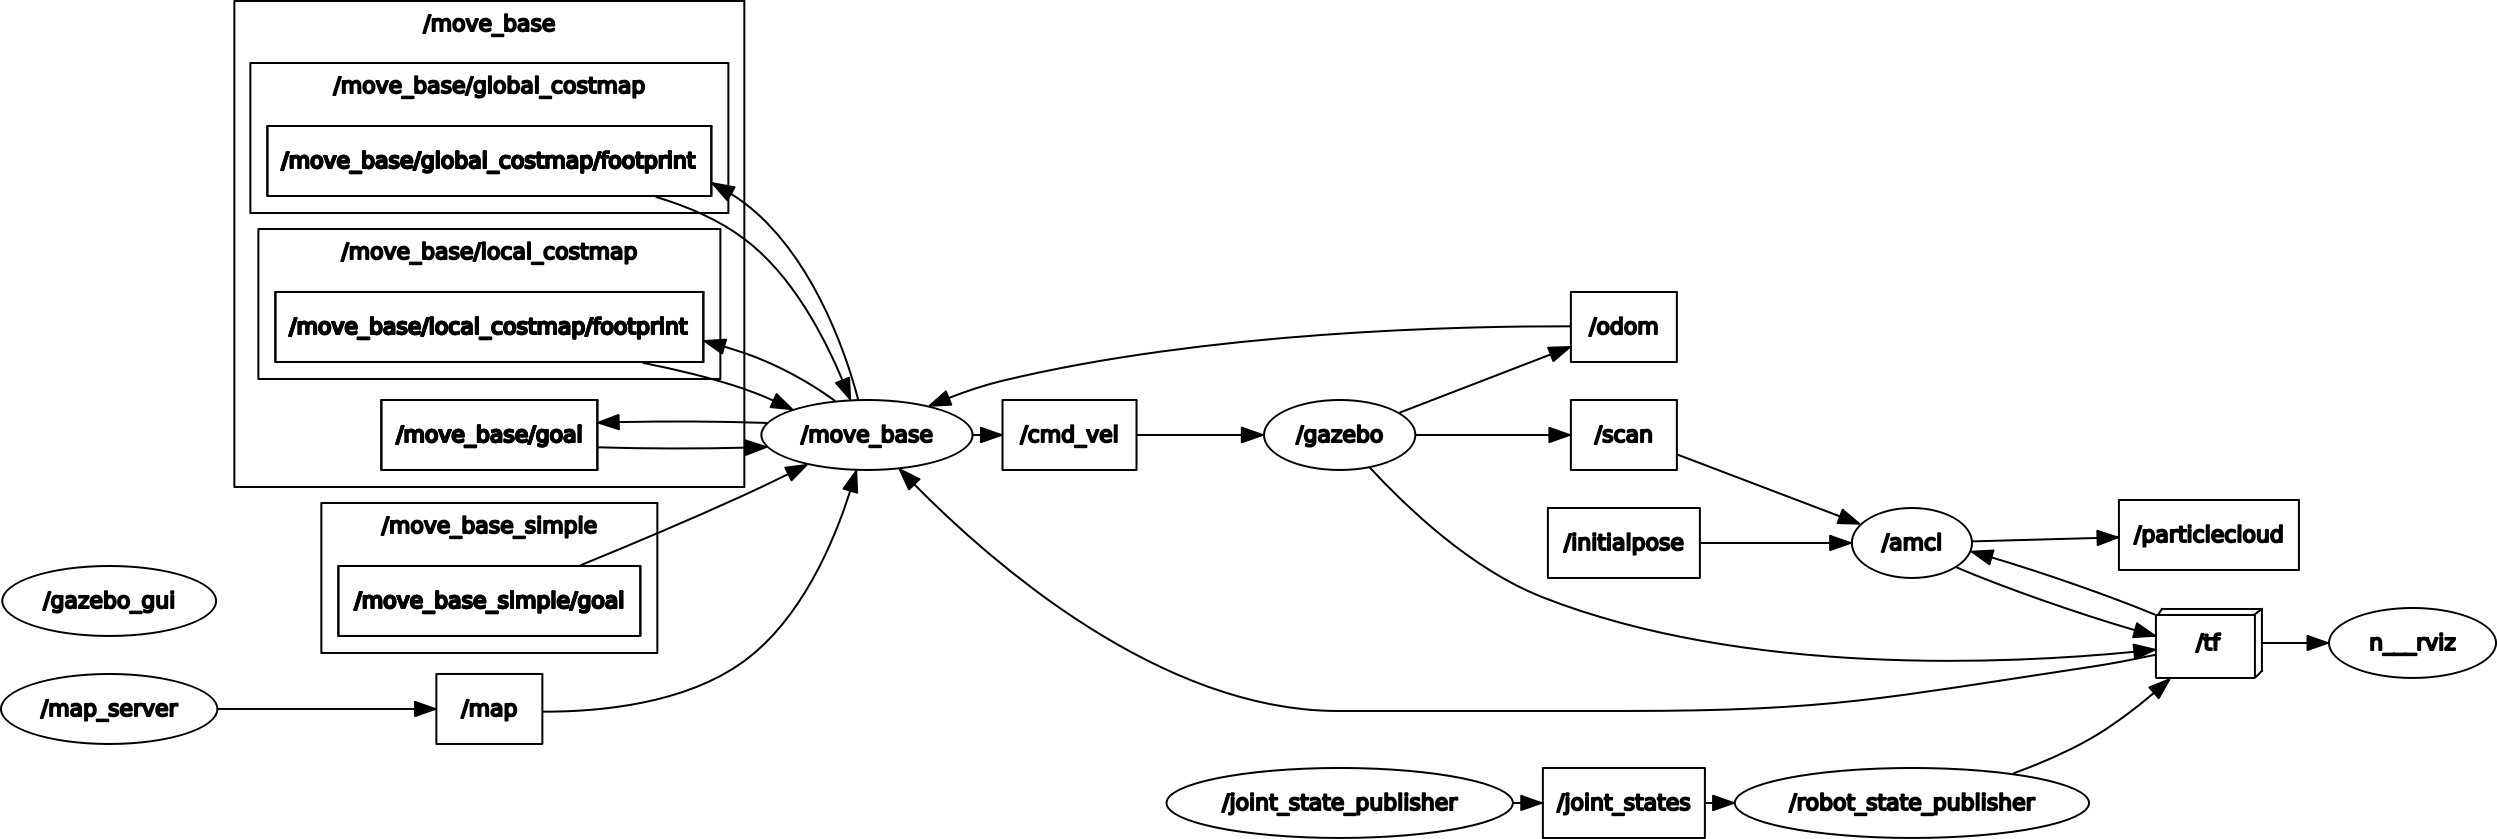 /move_base
/move_base/global_costmap
/move_base/global_costmap/footprint
/move_base/local_costmap
/move_base/local_costmap/footprint
/move_base/goal
/move_base_simple
/move_base_simple/goal
/gazebo_gui
/map_server
/map
/move_base
/cmd_vel
/gazebo
/odom
/scan
/initialpose
/amcl
/particlecloud
/tf
n___rviz
/joint_state_publisher
/joint_states
/robot_state_publisher